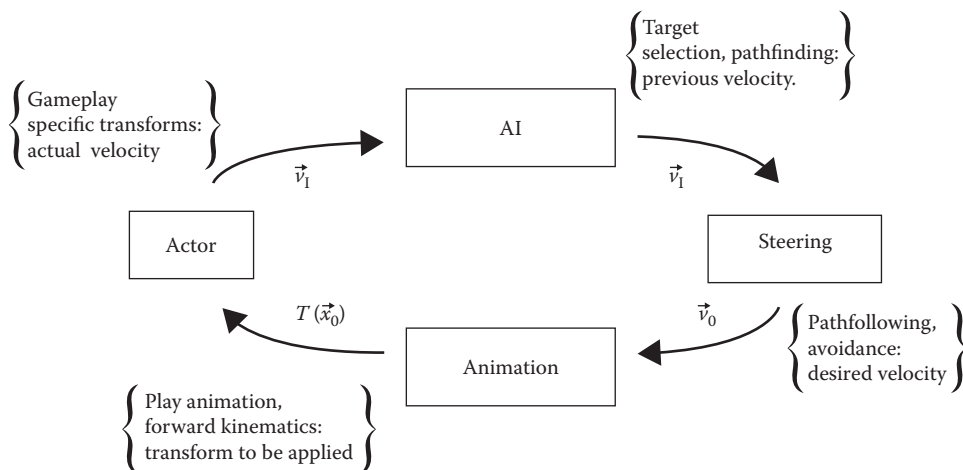 Target
selection, pathfinding:
previous velocity.
Gameplay
specific transforms:
actual velocity
AI
v⃗I
v⃗I
Actor
Steering
T (x⃗0)
v⃗0
Pathfollowing,
avoidance:
desired velocity
Animation
Play animation,
forward kinematics:
transform to be applied